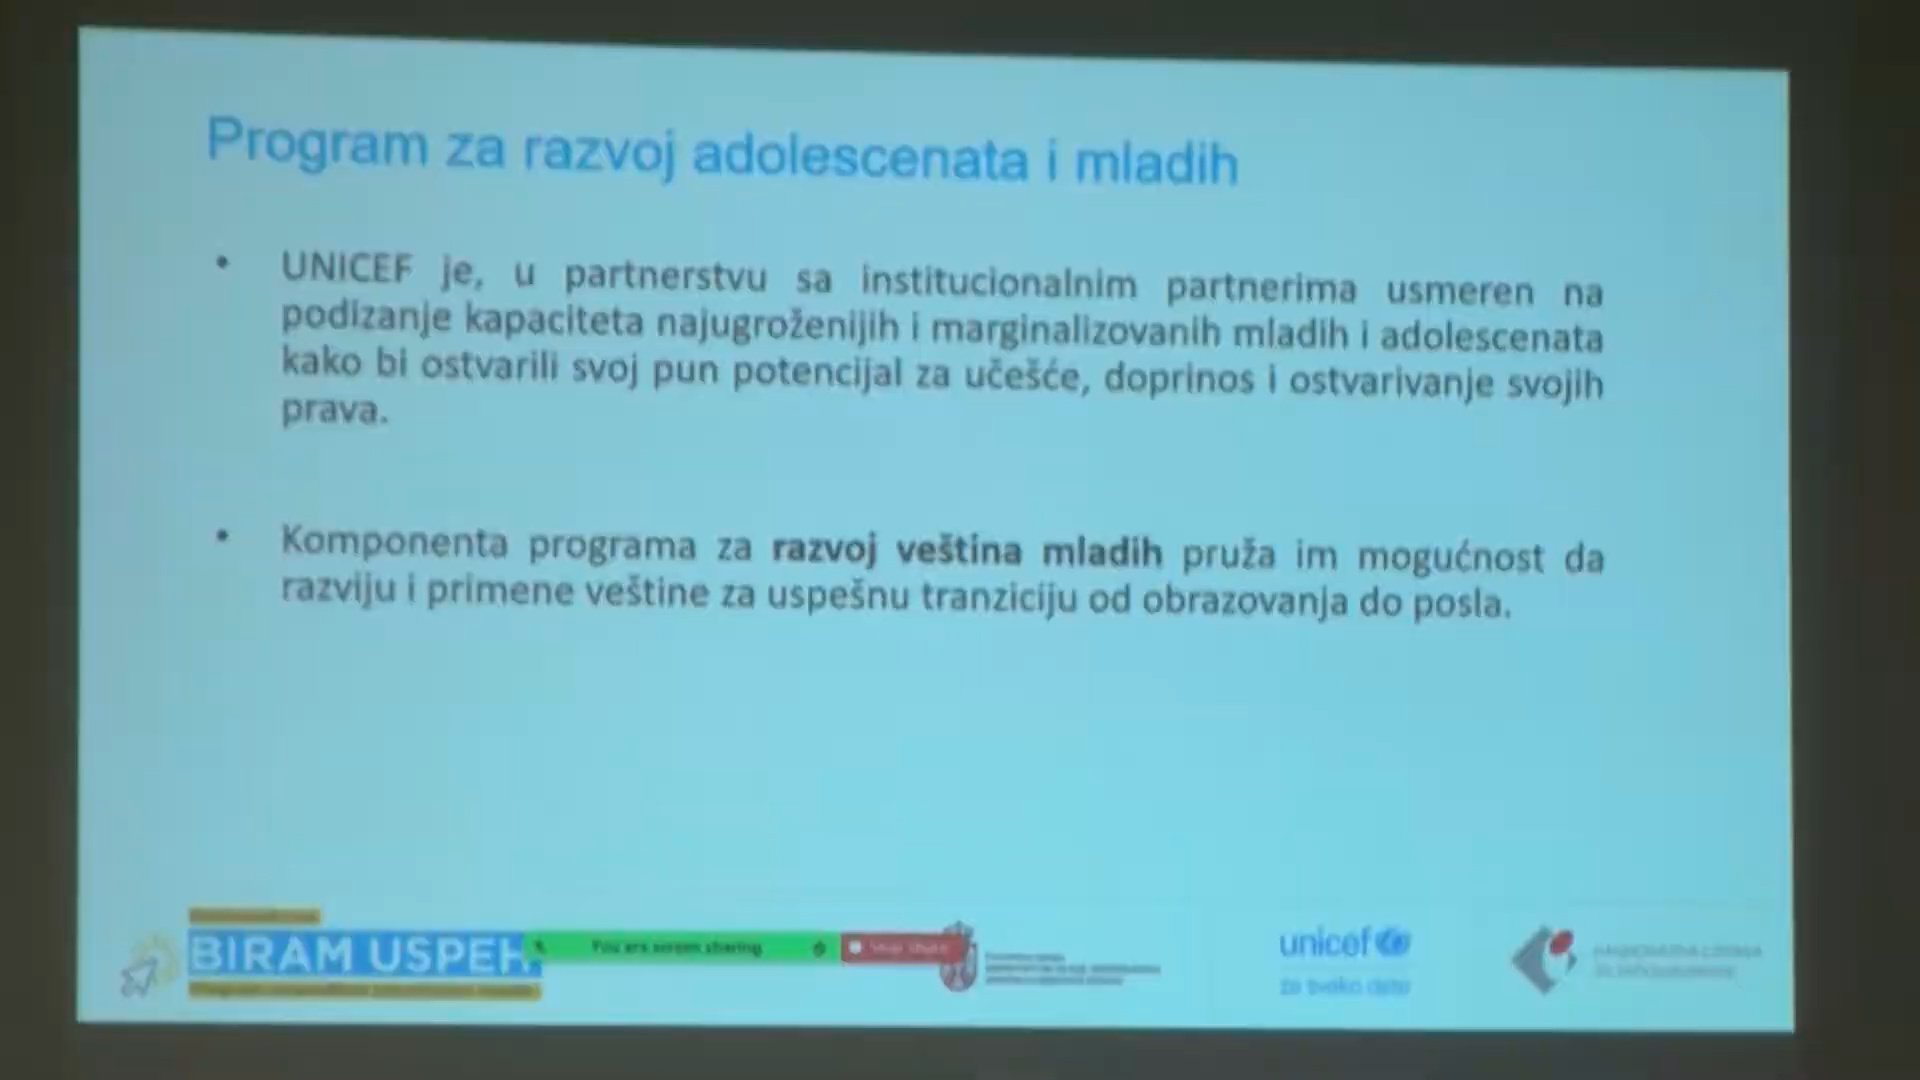 Program za razvoj adolescenata i mladih
• UNICEF je, u partnerstvu sa institucionalnim partnerima usmeren na
podizanje kapaciteta najugroženijih i marginalizovanih mladih i adolescenata
kako bi ostvarili svoj pun potencijal za učešće, doprinos i ostvarivanje svojih
prava.
• Komponenta programa za razvoj veština mladih pruža im mogućnost da
razviju i primene veštine za uspešnu tranziciju od obrazovanja do posla.
BIRAM USPEH
You are screen sharing
Stop Share
unicef
za svako dete